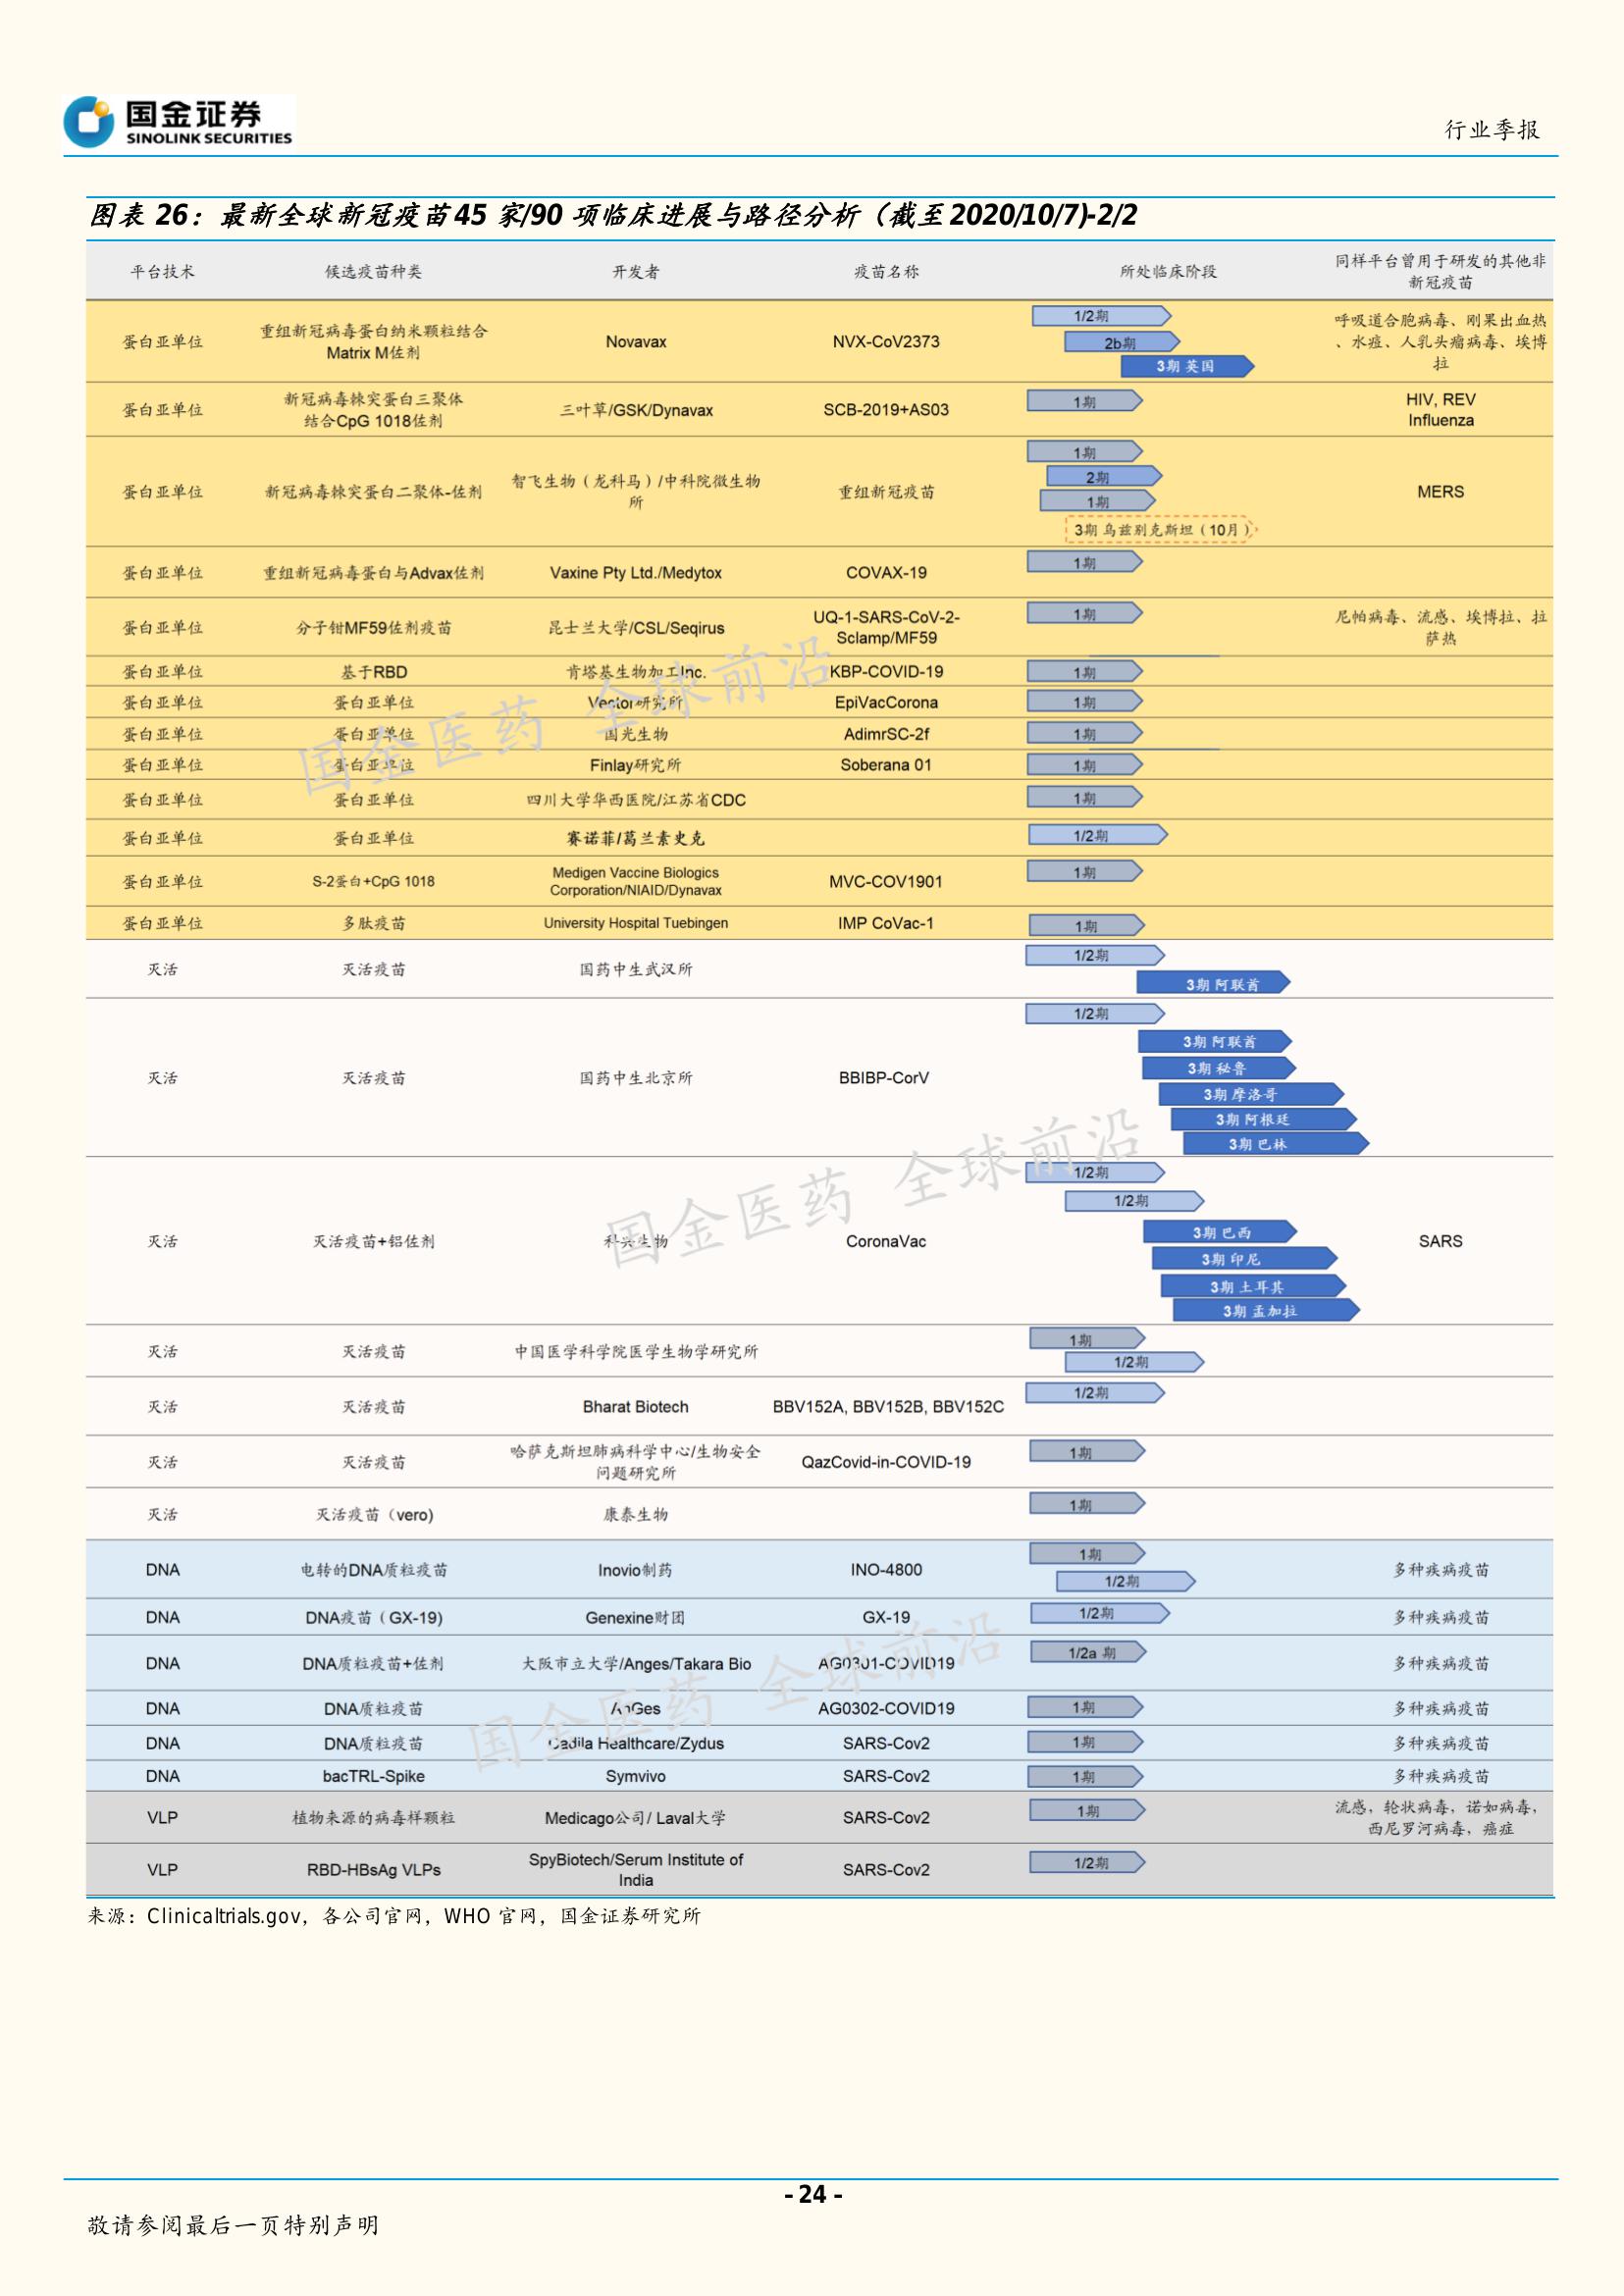 国金证券
SINOLINK SECURITIES
行业季报
图表 26：最新全球新冠疫苗 45 家/90 项临床进展与路径分析（截至 2020/10/7)-2/2
平台技术 候选疫苗种类 开发者 疫苗名称 所处临床阶段 同样平台曾用于研发的其他非
新冠疫苗
蛋白亚单位 重组新冠病毒蛋白纳米颗粒结合
Matrix M佐剂 Novavax NVX-CoV2373 1/2期
2b期
3期 英国
呼吸道合胞病毒、刚果出血热
、水痘、人乳头瘤病毒、埃博
拉
蛋白亚单位 新冠病毒棘突蛋白三聚体
结合CpG 1018佐剂 三叶草/GSK/Dynavax SCB-2019+AS03 1期 HIV, REV
Influenza
蛋白亚单位 新冠病毒棘突蛋白二聚体-佐剂 智飞生物（龙科马）/中科院微生物
所 重组新冠疫苗 1期
2期
1期
3期 乌兹别克斯坦（10月）
MERS
蛋白亚单位 重组新冠病毒蛋白与Advax佐剂 Vaxine Pty Ltd./Medytox COVAX-19 1期
蛋白亚单位 分子钳MF59佐剂疫苗 昆士兰大学/CSL/Seqirus UQ-1-SARS-CoV-2-
Sclamp/MF59 1期 尼帕病毒、流感、埃博拉、拉
萨热
蛋白亚单位 基于RBD 肯塔基生物加工Inc. KBP-COVID-19 1期
蛋白亚单位 蛋白亚单位 Vector研究所 EpiVacCorona 1期
蛋白亚单位 蛋白亚单位 国光生物 AdimrSC-2f 1期
蛋白亚单位 蛋白亚单位 Finlay研究所 Soberana 01 1期
蛋白亚单位 蛋白亚单位 四川大学华西医院/江苏省CDC 1期
蛋白亚单位 蛋白亚单位 赛诺菲/葛兰素史克 1/2期
蛋白亚单位 S-2蛋白+CpG 1018 Medigen Vaccine Biologics
Corporation/NIAID/Dynavax MVC-COV1901 1期
蛋白亚单位 多肽疫苗 University Hospital Tuebingen IMP CoVac-1 1期
灭活 灭活疫苗 国药中生武汉所 1/2期
3期 阿联酋
灭活 灭活疫苗 国药中生北京所 BBIBP-CorV 1/2期
3期 阿联酋
3期 秘鲁
3期 摩洛哥
3期 阿根廷
3期 巴林
灭活 灭活疫苗+铝佐剂 科兴生物 CoronaVac 1/2期
1/2期
3期 巴西
3期 印尼
3期 土耳其
3期 孟加拉
SARS
灭活 灭活疫苗 中国医学科学院医学生物学研究所 1期
1/2期
灭活 灭活疫苗 Bharat Biotech BBV152A, BBV152B, BBV152C 1/2期
灭活 灭活疫苗 哈萨克斯坦肺病科学中心/生物安全
问题研究所 QazCovid-in-COVID-19 1期
灭活 灭活疫苗（vero) 康泰生物 1期
DNA 电转的DNA质粒疫苗 Inovio制药 INO-4800 1期
1/2期
多种疾病疫苗
DNA DNA疫苗（GX-19) Genexine财团 GX-19 1/2期 多种疾病疫苗
DNA DNA质粒疫苗+佐剂 大阪市立大学/Anges/Takara Bio AG0301-COVID19 1/2a 期 多种疾病疫苗
DNA DNA质粒疫苗 AnGes AG0302-COVID19 1期 多种疾病疫苗
DNA DNA质粒疫苗 Cadila Healthcare/Zydus SARS-Cov2 1期 多种疾病疫苗
DNA bacTRL-Spike Symvivo SARS-Cov2 1期 多种疾病疫苗
VLP 植物来源的病毒样颗粒 Medicago公司/ Laval大学 SARS-Cov2 1期 流感，轮状病毒，诺如病毒，
西尼罗河病毒，癌症
VLP RBD-HBsAg VLPs SpyBiotech/Serum Institute of
India SARS-Cov2 1/2期
国金医药 全球前沿
国金医药 全球前沿
国金医药 全球前沿
来源：Clinicaltrials.gov，各公司官网，WHO 官网，国金证券研究所
- 24 -
敬请参阅最后一页特别声明